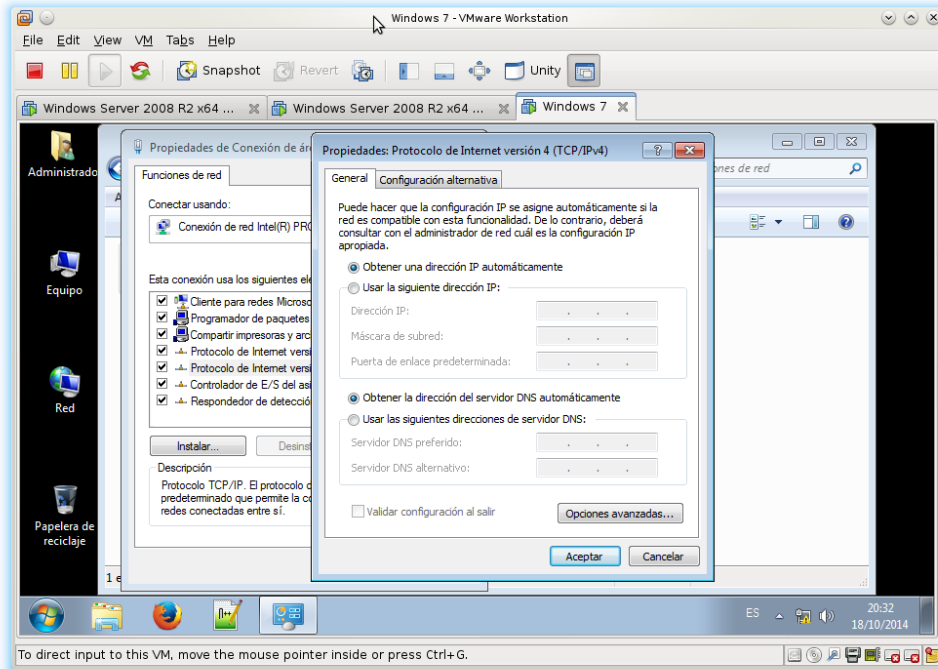 Windows 7 - VMware Workstation
File Edit View VM Tabs Help
Snapshot Revert Unity
Windows Server 2008 R2 x64 ... Windows Server 2008 R2 x64 ... Windows 7
Administrado
Equipo
Red
Papelera de
reciclaje
Propiedades de Conexión de ár
Funciones de red
Conectar usando:
Conexión de red Intel(R) PRO
Esta conexión usa los siguientes ele
Cliente para redes Microso
Programador de paquetes
Compartir impresoras y arc
Protocolo de Internet versi
Protocolo de Internet versi
Controlador de E/S del asi
Respondedor de detecció
Instalar... Desinst
Descripción
Protocolo TCP/IP. El protocolo d
predeterminado que permite la co
redes conectadas entre sí.
Propiedades: Protocolo de Internet versión 4 (TCP/IPv4)
General Configuración alternativa
Puede hacer que la configuración IP se asigne automáticamente si la
red es compatible con esta funcionalidad. De lo contrario, deberá
consultar con el administrador de red cuál es la configuración IP
apropiada.
Obtener una dirección IP automáticamente
Usar la siguiente dirección IP:
Dirección IP:
Máscara de subred:
Puerta de enlace predeterminada:
Obtener la dirección del servidor DNS automáticamente
Usar las siguientes direcciones de servidor DNS:
Servidor DNS preferido:
Servidor DNS alternativo:
Validar configuración al salir Opciones avanzadas...
Aceptar Cancelar
ones de red
1 e
ES 20:32
18/10/2014
To direct input to this VM, move the mouse pointer inside or press Ctrl+G.